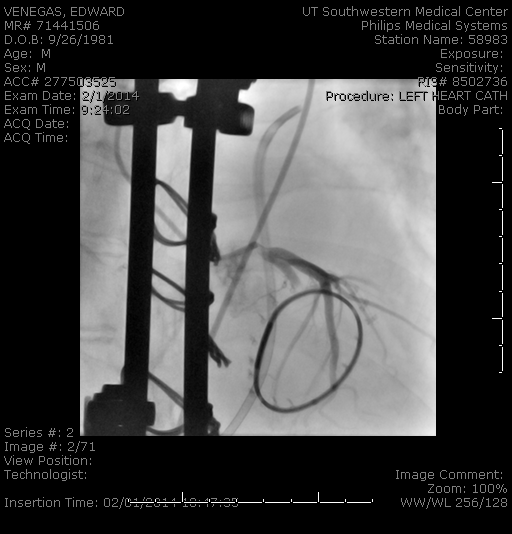 VENEGAS, EDWARD
MR# 71441506
D.O.B: 9/26/1981
Age: M
Sex: M
ACC# 277503525
Exam Date: 2/1/2014
Exam Time: 9:24:02
ACQ Date:
ACQ Time:
UT Southwestern Medical Center
Philips Medical Systems
Station Name: 58983
Exposure:
Sensitivity:
RIS# 8502736
Procedure: LEFT HEART CATH
Body Part:
Series #: 2
Image #: 2/71
View Position:
Technologist:
Insertion Time: 02/01/2014 10:47:35
Image Comment:
Zoom: 100%
WW/WL 256/128